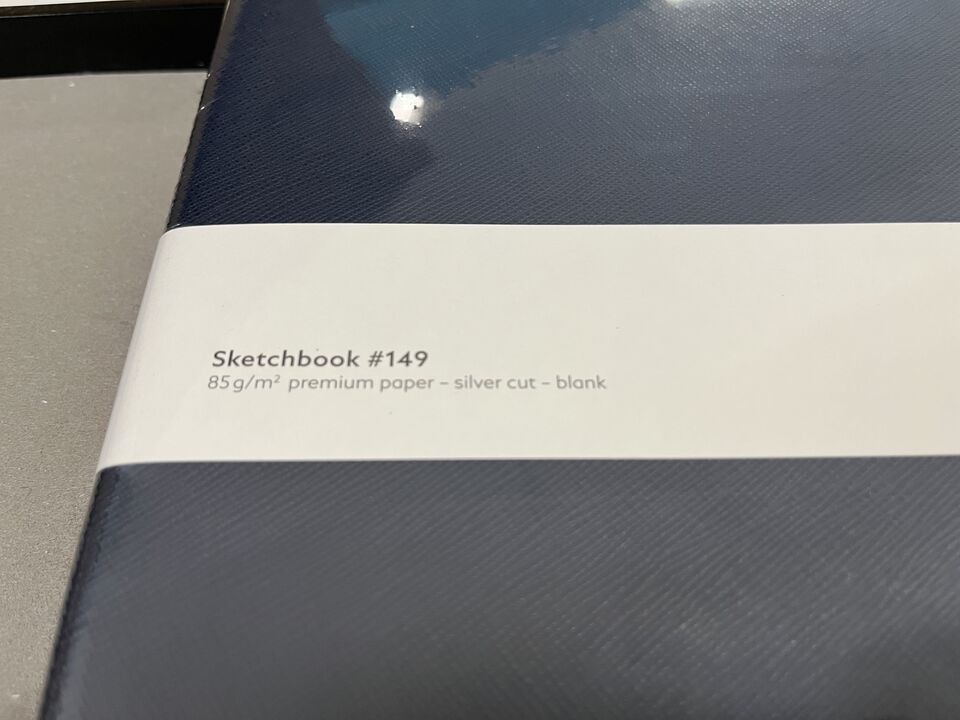 Sketchbook #149
85g/m² premium paper – silver cut – blank